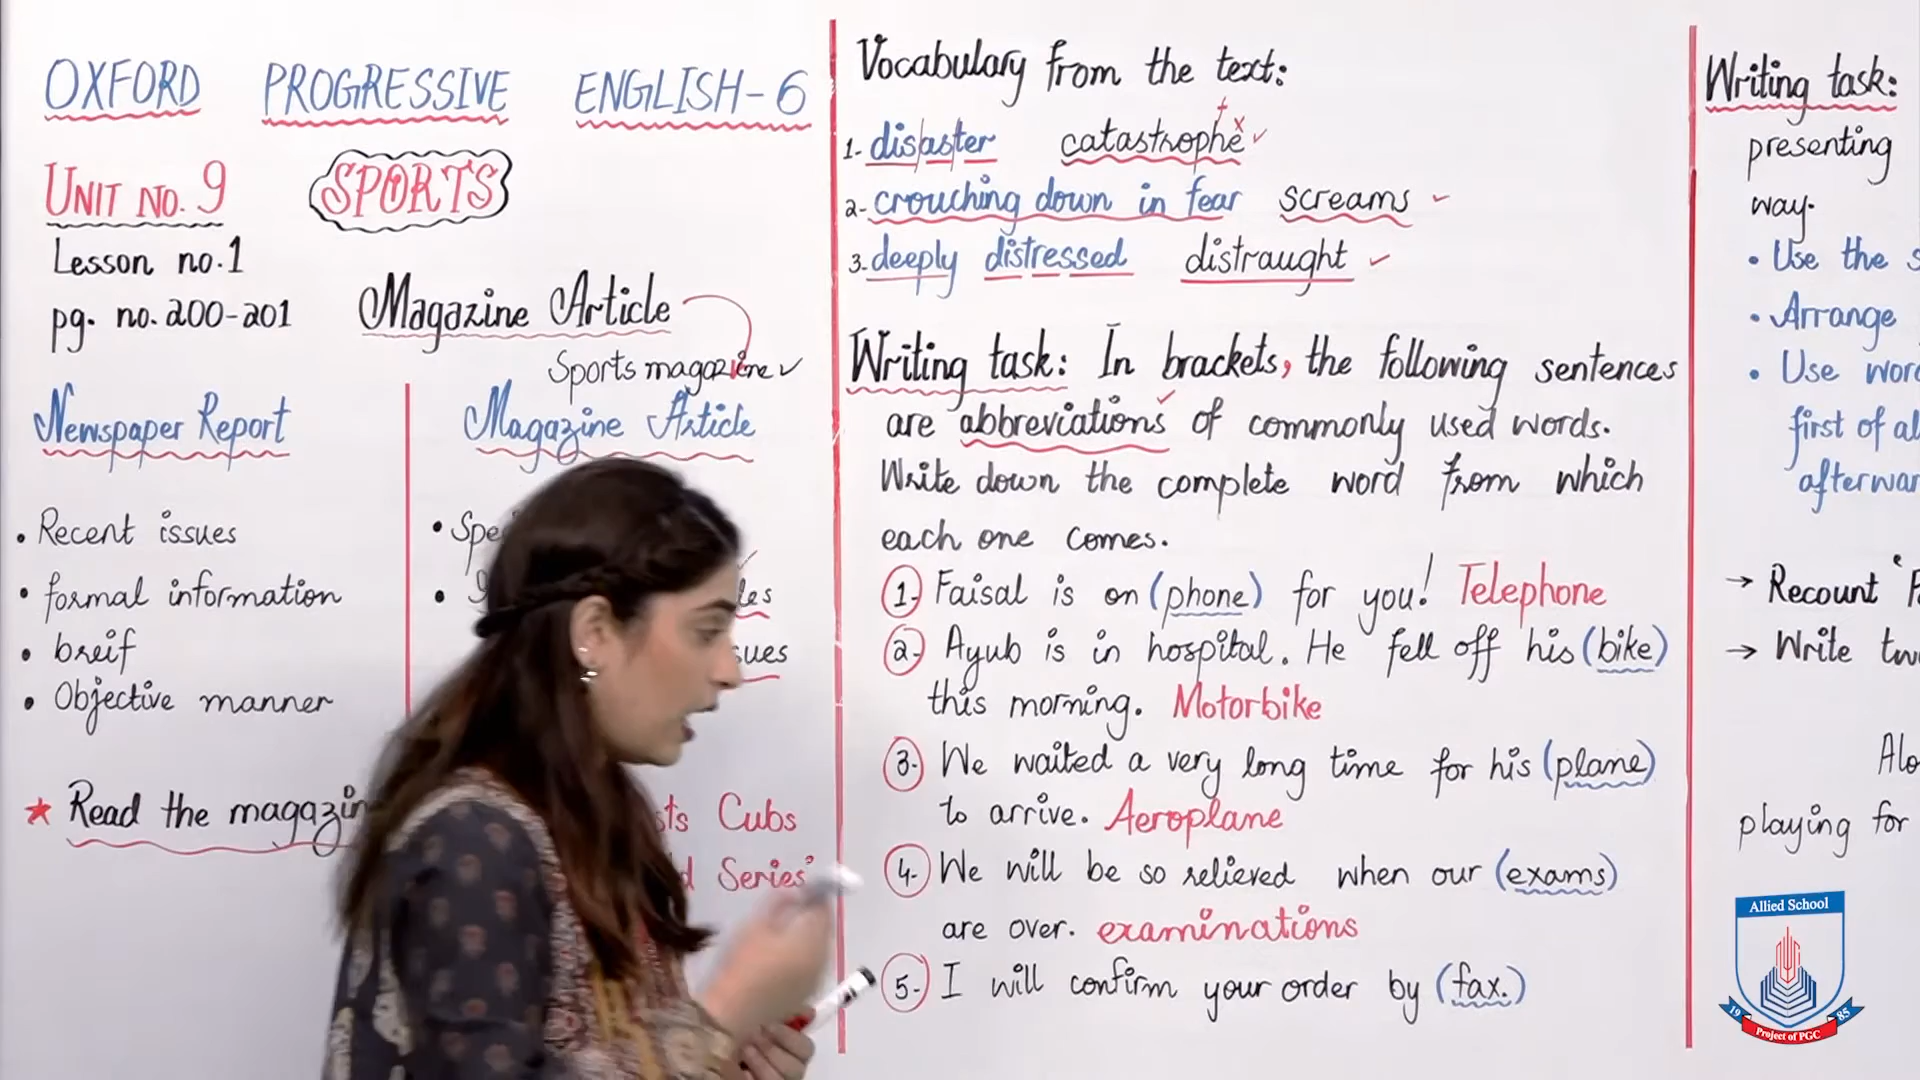 OXFORD PROGRESSIVE ENGLISH-6
UNIT NO. 9 SPORTS
Lesson no.1
pg. no. 200-201
Magazine Article
Sports magazine
Newspaper Report
• Recent issues
• formal information
• breif
• Objective manner
Magazine Article
★ Read the
Cubs
Series'
Vocabulary from the text:
1- disaster catastrophe
2- crouching down in fear screams
3- deeply distressed distraught
Writing task: In brackets, the following sentences
are abbreviations of commonly used words.
Write down the complete word from which
each one comes.
1- Faisal is on (phone) for you! Telephone
2- Ayub is in hospital. He fell off his (bike)
this morning. Motorbike
3- We waited a very long time for his (plane)
to arrive. Aeroplane
4- We will be so relieved when our (exams)
are over. examinations
5- I will confirm your order by (fax.)
Writing task:
presenting
way.
• Use the
• Arrange
• Use
first of
→ Recount
→ Write
playing for
Allied School
19 85
Project of PGC